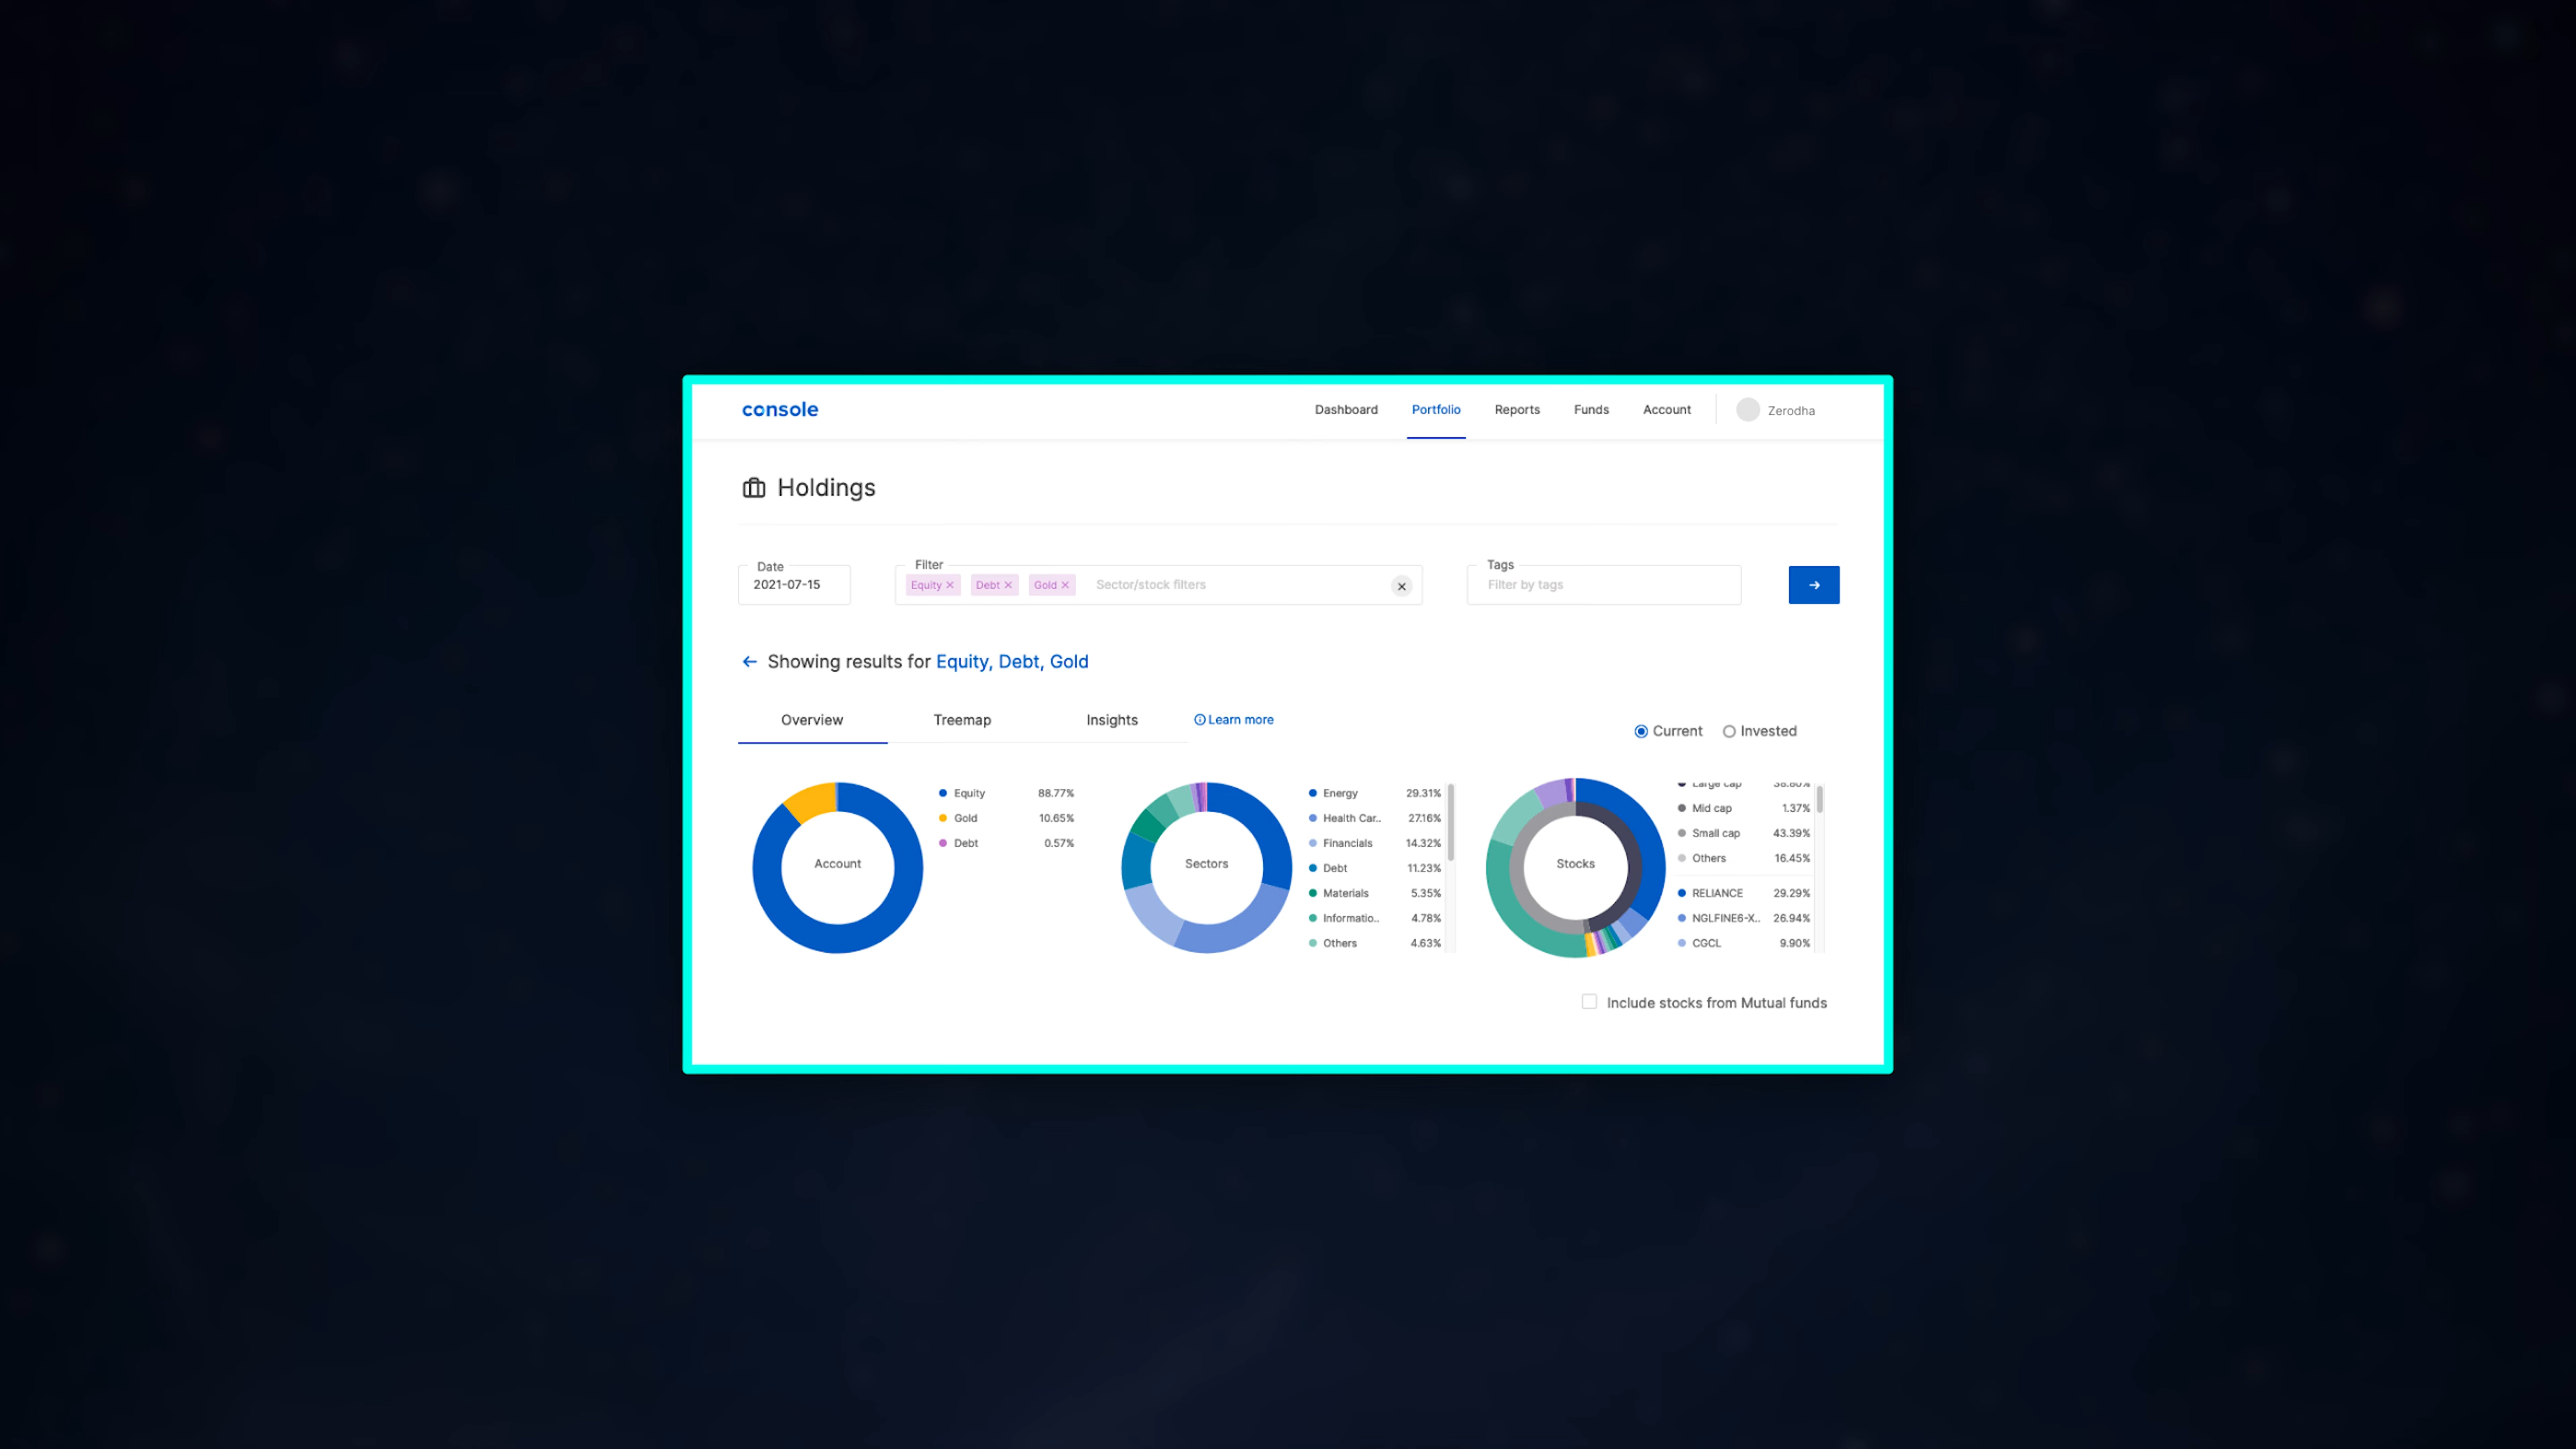 console
Dashboard Portfolio Reports Funds Account Zerodha
Holdings
Date
2021-07-15
Filter
Equity × Debt × Gold × Sector/stock filters
Tags
Filter by tags
Showing results for Equity, Debt, Gold
Overview Treemap Insights Learn more
Current Invested
Account
Equity 88.77%
Gold 10.65%
Debt 0.57%
Sectors
Energy 29.31%
Health Car.. 27.16%
Financials 14.32%
Debt 11.23%
Materials 5.35%
Informatio.. 4.78%
Others 4.63%
Stocks
Large cap
Mid cap 1.37%
Small cap 43.39%
Others 16.45%
RELIANCE 29.29%
NGLFINE6-X.. 26.94%
CGCL 9.90%
Include stocks from Mutual funds